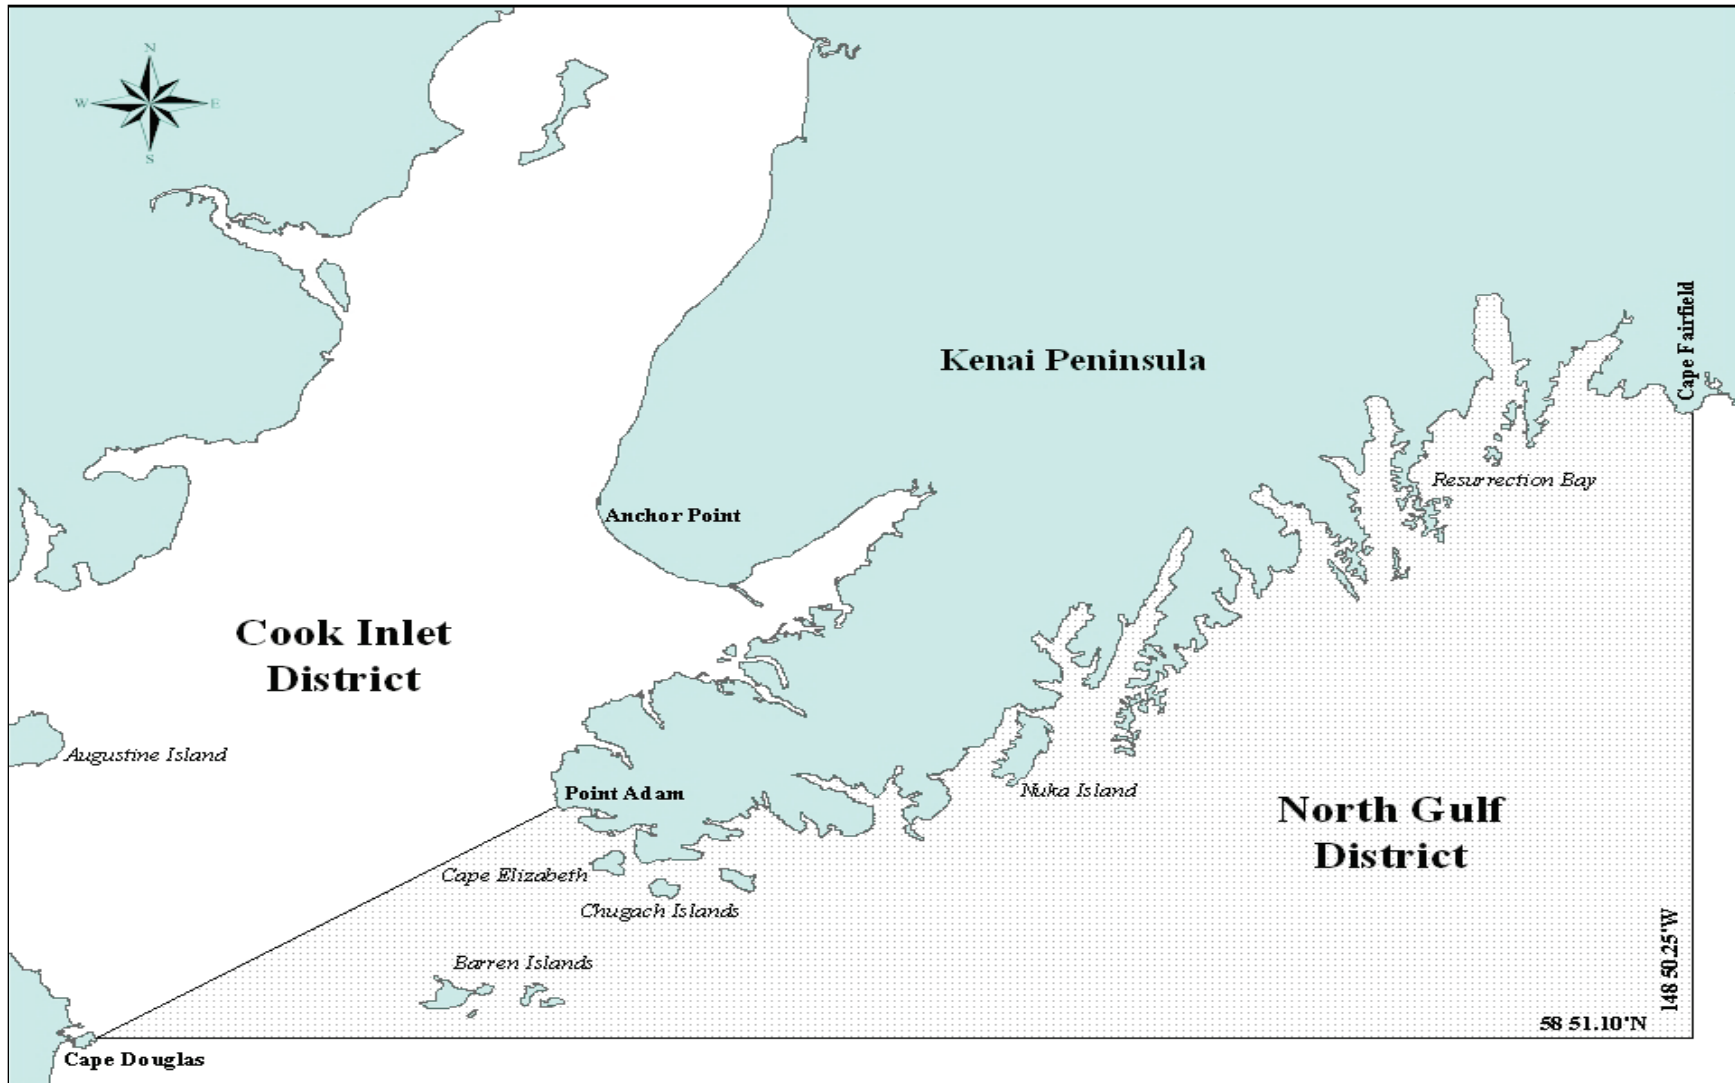 N
W E
S
Cape Fairfield
Kenai Peninsula
Resurrection Bay
Anchor Point
Cook Inlet
District
Augustine Island
Point Adam
Nuka Island
North Gulf
District
Cape Elizabeth
Chugach Islands
Barren Islands
148 50.25'W
58 51.10'N
Cape Douglas